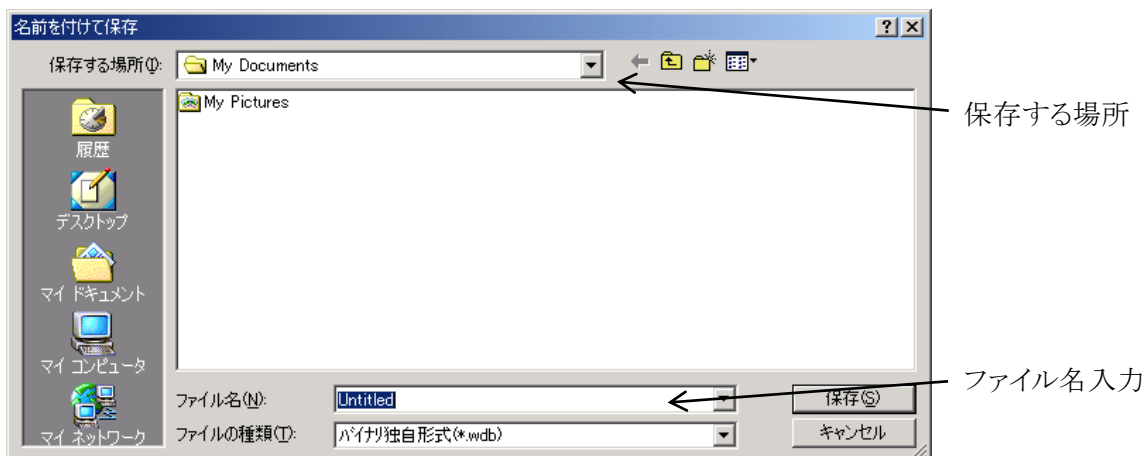 名前を付けて保存
保存する場所(I):
My Documents
My Pictures
履歴
デスクトップ
マイ ドキュメント
マイ コンピュータ
マイ ネットワーク
ファイル名(N):
Untitled
保存(S)
ファイルの種類(T):
バイナリ独自形式(*.wdb)
キャンセル
保存する場所
ファイル名入力